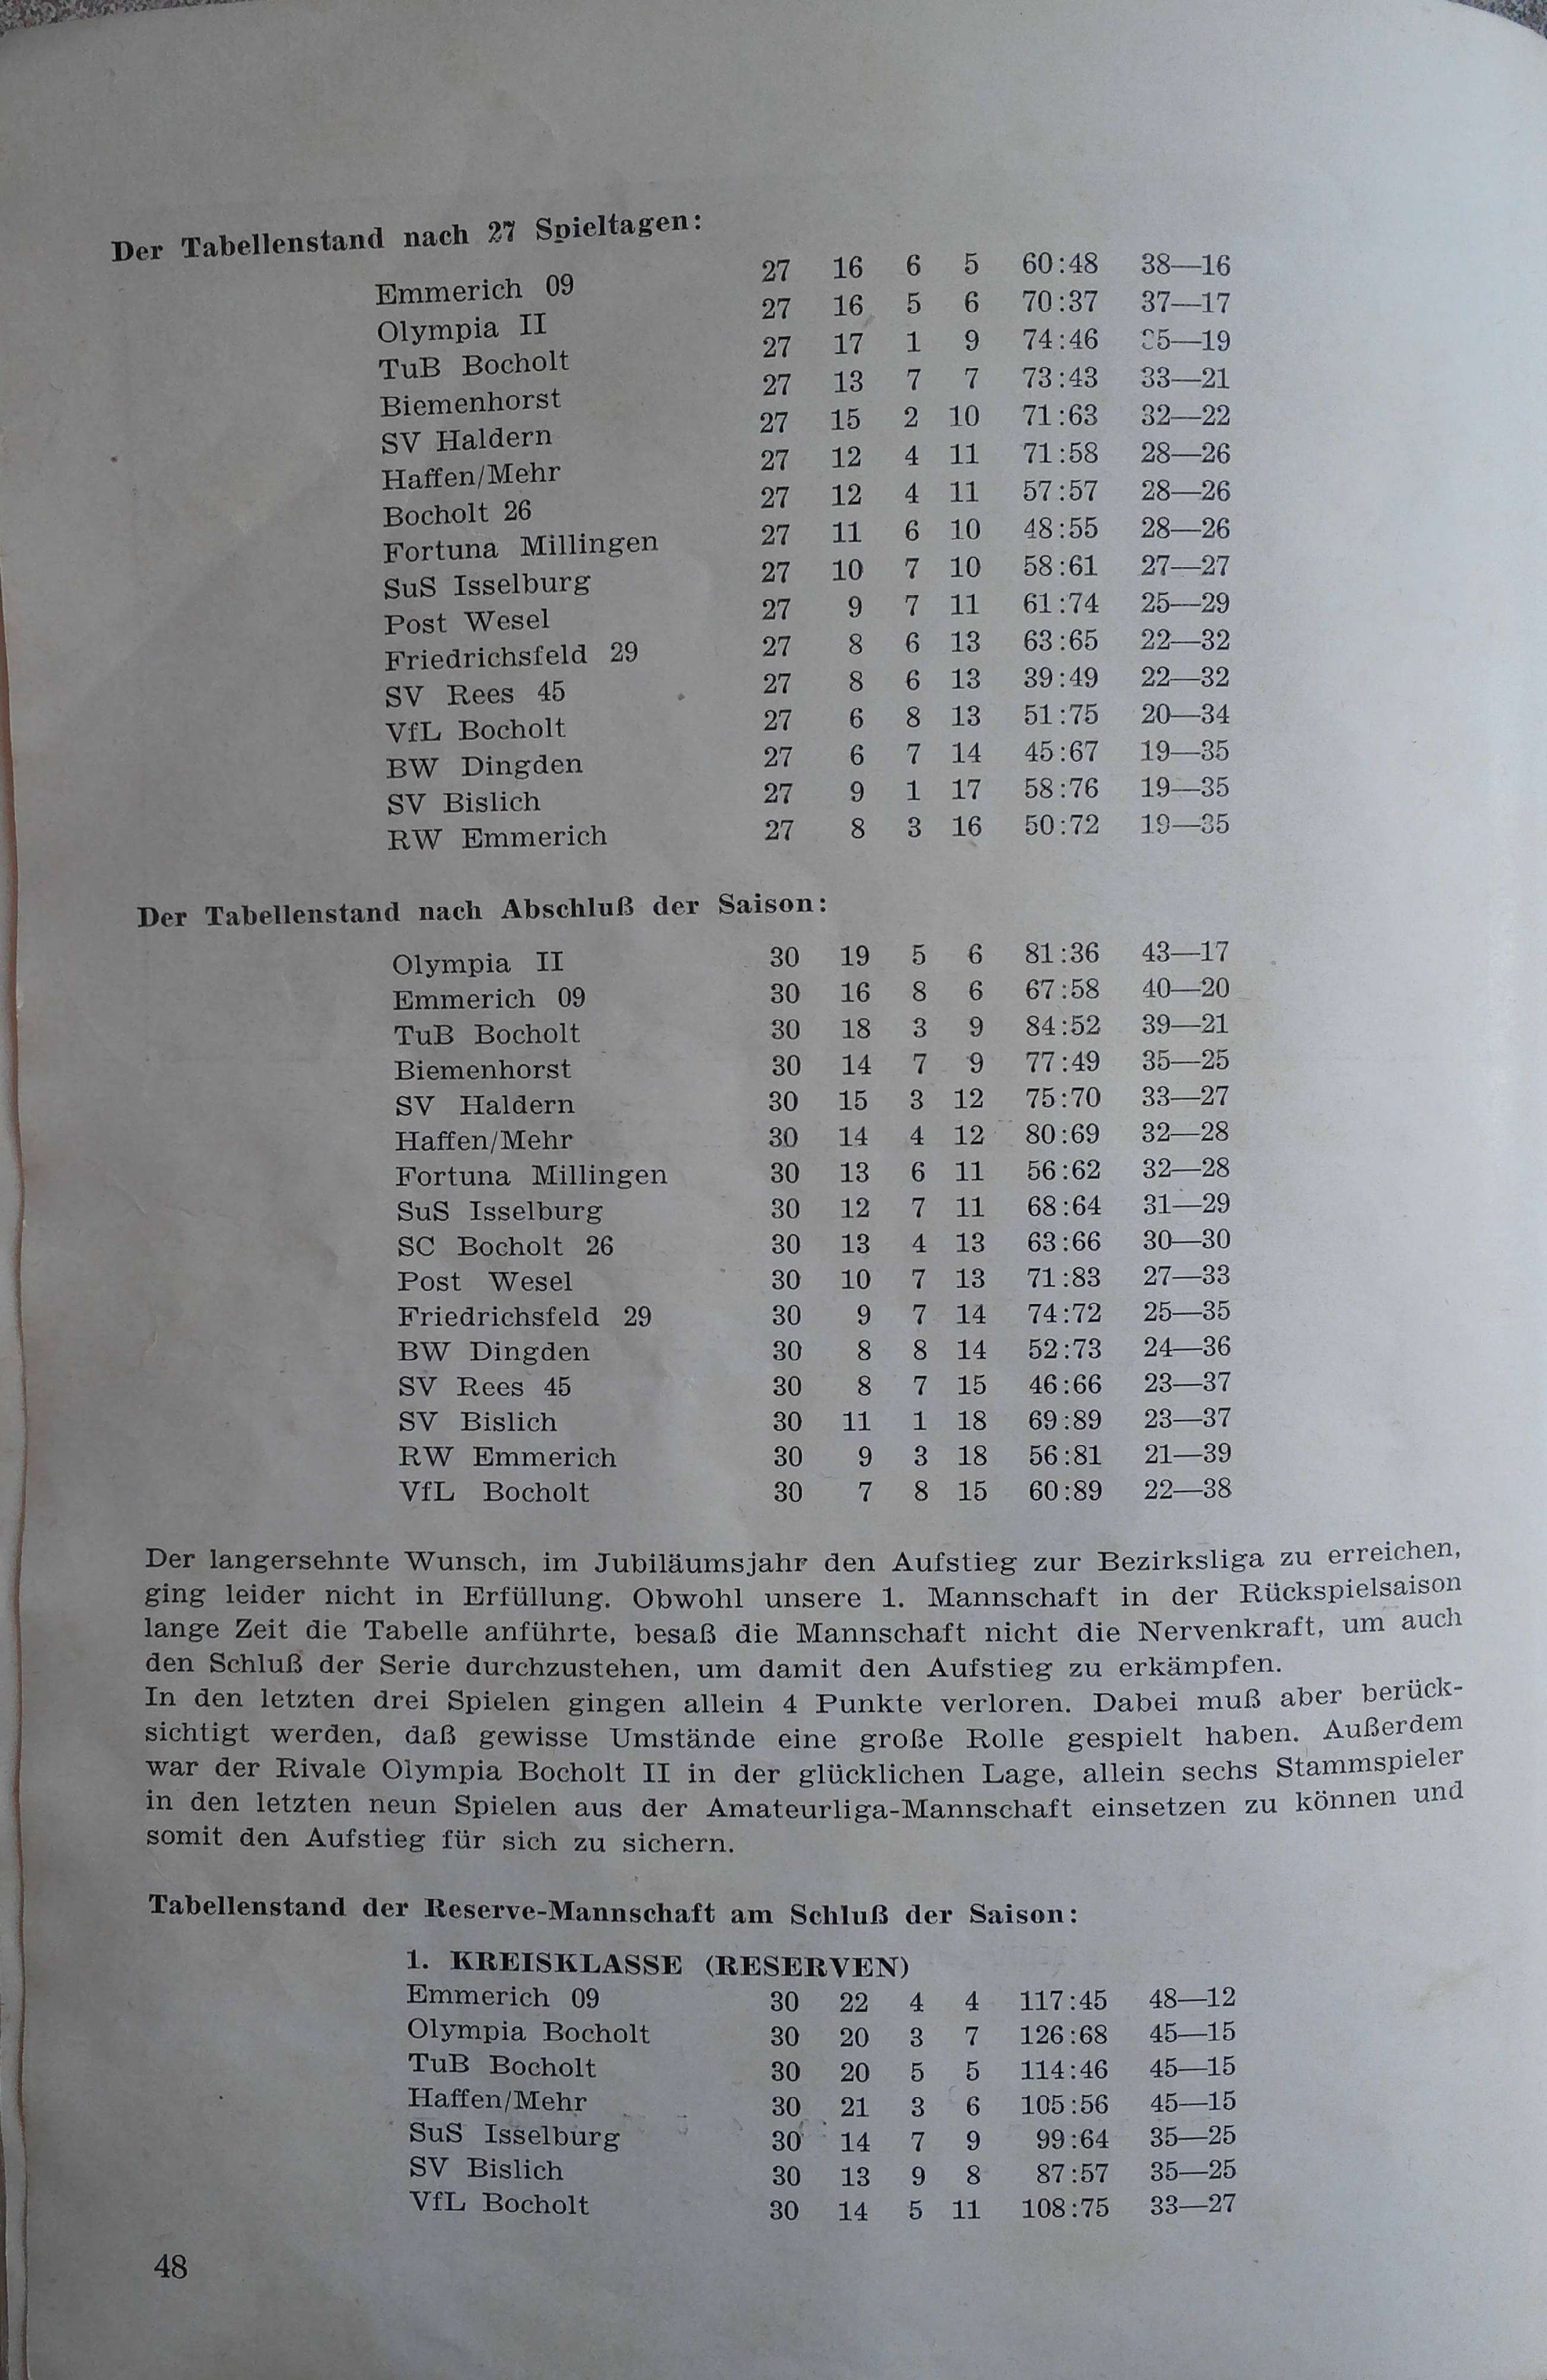 Der Tabellenstand nach 27 Spieltagen:
Emmerich 09 27 16 6 5 60:48 38—16
Olympia II 27 16 5 6 70:37 37—17
TuB Bocholt 27 17 1 9 74:46 35—19
Biemenhorst 27 13 7 7 73:43 33—21
SV Haldern 27 15 2 10 71:63 32—22
Haffen/Mehr 27 12 4 11 71:58 28—26
Bocholt 26 27 12 4 11 57:57 28—26
Fortuna Millingen 27 11 6 10 48:55 28—26
SuS Isselburg 27 10 7 10 58:61 27—27
Post Wesel 27 9 7 11 61:74 25—29
Friedrichsfeld 29 27 8 6 13 63:65 22—32
SV Rees 45 27 8 6 13 39:49 22—32
VfL Bocholt 27 6 8 13 51:75 20—34
BW Dingden 27 6 7 14 45:67 19—35
SV Bislich 27 9 1 17 58:76 19—35
RW Emmerich 27 8 3 16 50:72 19—35
Der Tabellenstand nach Abschluß der Saison:
Olympia II 30 19 5 6 81:36 43—17
Emmerich 09 30 16 8 6 67:58 40—20
TuB Bocholt 30 18 3 9 84:52 39—21
Biemenhorst 30 14 7 9 77:49 35—25
SV Haldern 30 15 3 12 75:70 33—27
Haffen/Mehr 30 14 4 12 80:69 32—28
Fortuna Millingen 30 13 6 11 56:62 32—28
SuS Isselburg 30 12 7 11 68:64 31—29
SC Bocholt 26 30 13 4 13 63:66 30—30
Post Wesel 30 10 7 13 71:83 27—33
Friedrichsfeld 29 30 9 7 14 74:72 25—35
BW Dingden 30 8 8 14 52:73 24—36
SV Rees 45 30 8 7 15 46:66 23—37
SV Bislich 30 11 1 18 69:89 23—37
RW Emmerich 30 9 3 18 56:81 21—39
VfL Bocholt 30 7 8 15 60:89 22—38
Der langersehnte Wunsch, im Jubiläumsjahr den Aufstieg zur Bezirksliga zu erreichen,
ging leider nicht in Erfüllung. Obwohl unsere 1. Mannschaft in der Rückspielsaison
lange Zeit die Tabelle anführte, besaß die Mannschaft nicht die Nervenkraft, um auch
den Schluß der Serie durchzustehen, um damit den Aufstieg zu erkämpfen.
In den letzten drei Spielen gingen allein 4 Punkte verloren. Dabei muß aber berück-
sichtigt werden, daß gewisse Umstände eine große Rolle gespielt haben. Außerdem
war der Rivale Olympia Bocholt II in der glücklichen Lage, allein sechs Stammspieler
in den letzten neun Spielen aus der Amateurliga-Mannschaft einsetzen zu können und
somit den Aufstieg für sich zu sichern.
Tabellenstand der Reserve-Mannschaft am Schluß der Saison:
1. KREISKLASSE (RESERVEN)
Emmerich 09 30 22 4 4 117:45 48—12
Olympia Bocholt 30 20 3 7 126:68 45—15
TuB Bocholt 30 20 5 5 114:46 45—15
Haffen/Mehr 30 21 3 6 105:56 45—15
SuS Isselburg 30 14 7 9 99:64 35—25
SV Bislich 30 13 9 8 87:57 35—25
VfL Bocholt 30 14 5 11 108:75 33—27
48